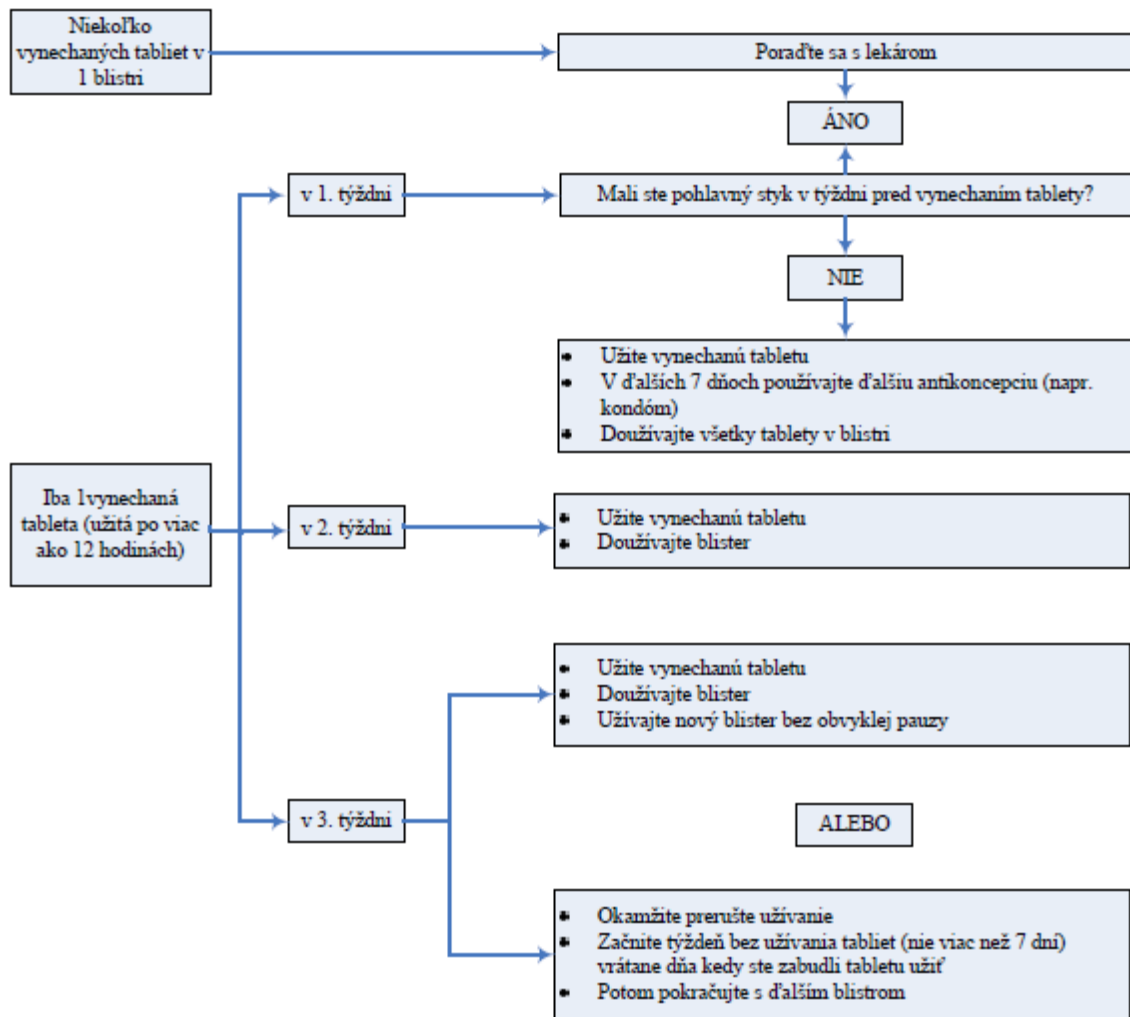 Niekoľko
vynechaných tabliet v
1 blistri
Poraďte sa s lekárom
ÁNO
v 1. týždni
Mali ste pohlavný styk v týždni pred vynechaním tablety?
NIE
• Užite vynechanú tabletu
• V ďalších 7 dňoch používajte ďalšiu antikoncepciu (napr.
kondóm)
• Doužívajte všetky tablety v blistri
Iba 1vynechaná
tableta (užitá po viac
ako 12 hodinách)
v 2. týždni
• Užite vynechanú tabletu
• Doužívajte blister
• Užite vynechanú tabletu
• Doužívajte blister
• Užívajte nový blister bez obvyklej pauzy
v 3. týždni
ALEBO
• Okamžite prerušte užívanie
• Začnite týždeň bez užívania tabliet (nie viac než 7 dní)
vrátane dňa kedy ste zabudli tabletu užiť
• Potom pokračujte s ďalším blistrom